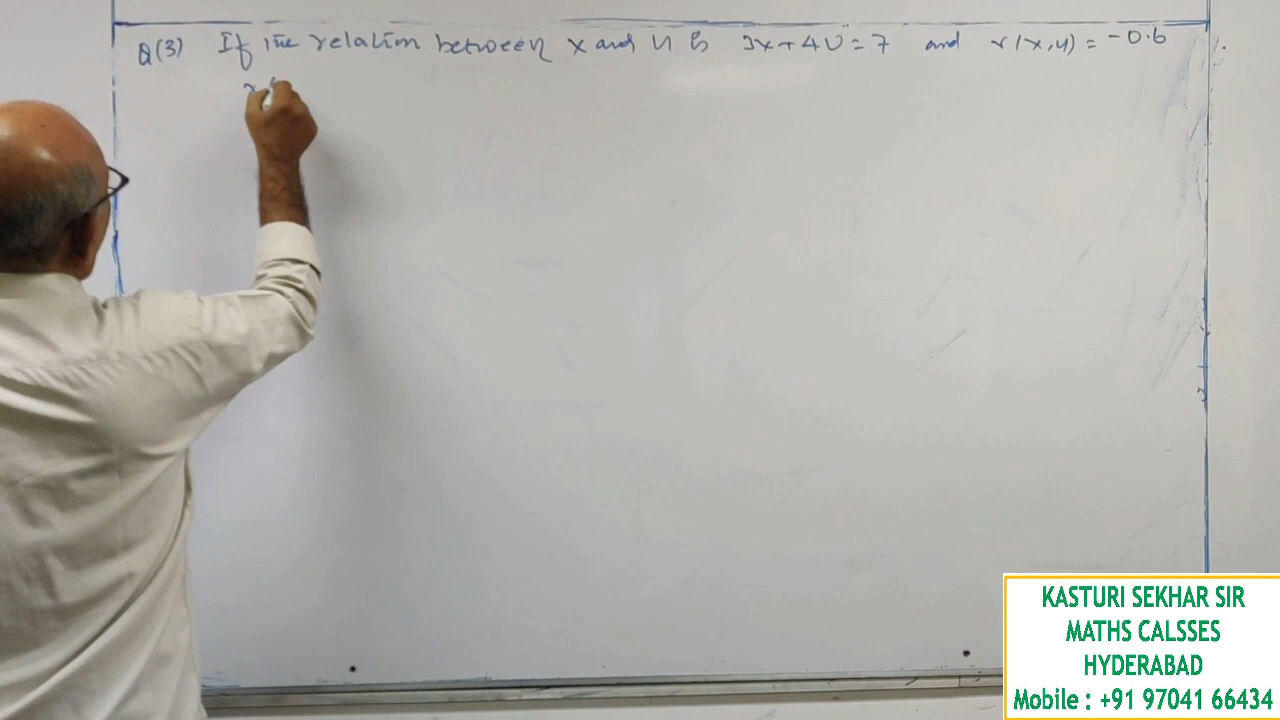 Q(3) If the relation between x and u is 3x + 4u = 7 and r(x,u) = -0.6
KASTURI SEKHAR SIR
MATHS CALSSES
HYDERABAD
Mobile : +91 97041 66434